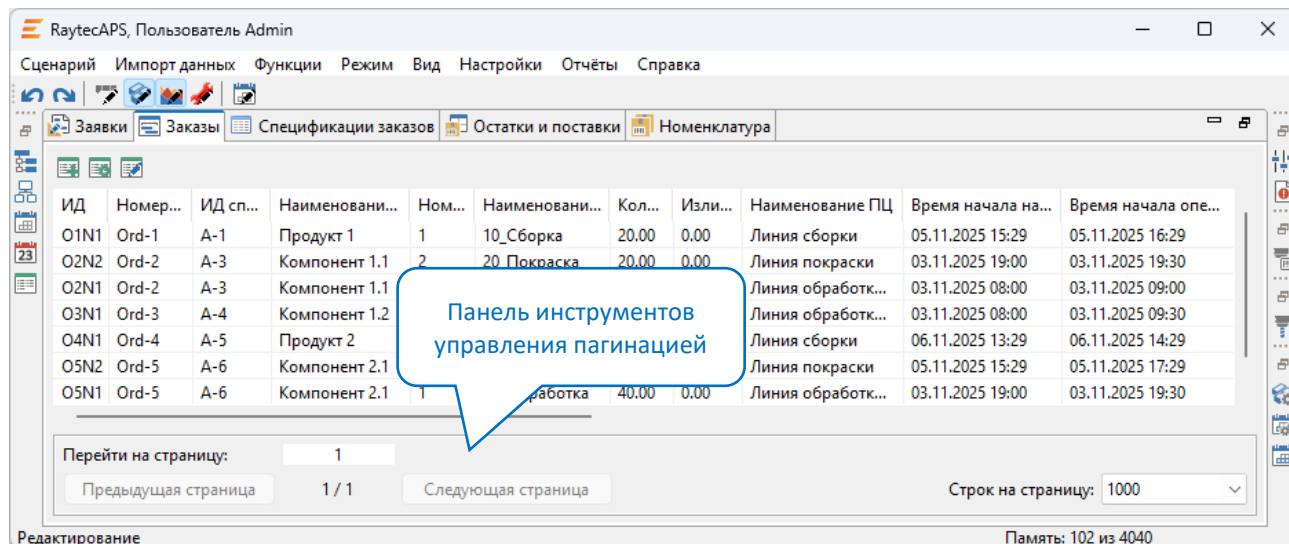 RaytecAPS, Пользователь Admin
Сценарий Импорт данных Функции Режим Вид Настройки Отчёты Справка
Заявки Заказы Спецификации заказов Остатки и поставки Номенклатура
ИД Номер... ИД сп... Наименовани... Ном... Наименовани... Кол... Изли... Наименование ПЦ Время начала на... Время начала опе...
O1N1 Ord-1 A-1 Продукт 1 1 10_Сборка 20.00 0.00 Линия сборки 05.11.2025 15:29 05.11.2025 16:29
O2N2 Ord-2 A-3 Компонент 1.1 2 20_Покраска 20.00 0.00 Линия покраски 03.11.2025 19:00 03.11.2025 19:30
O2N1 Ord-2 A-3 Компонент 1.1 Линия обработк... 03.11.2025 08:00 03.11.2025 09:00
O3N1 Ord-3 A-4 Компонент 1.2 Линия обработк... 03.11.2025 08:00 03.11.2025 09:30
O4N1 Ord-4 A-5 Продукт 2 Линия сборки 06.11.2025 13:29 06.11.2025 14:29
O5N2 Ord-5 A-6 Компонент 2.1 Линия покраски 05.11.2025 15:29 05.11.2025 17:29
O5N1 Ord-5 A-6 Компонент 2.1 1 40.00 0.00 Линия обработк... 03.11.2025 19:00 03.11.2025 19:30
Панель инструментов
управления пагинацией
23
Перейти на страницу: 1
Предыдущая страница 1 / 1 Следующая страница Строк на страницу: 1000
Редактирование Память: 102 из 4040